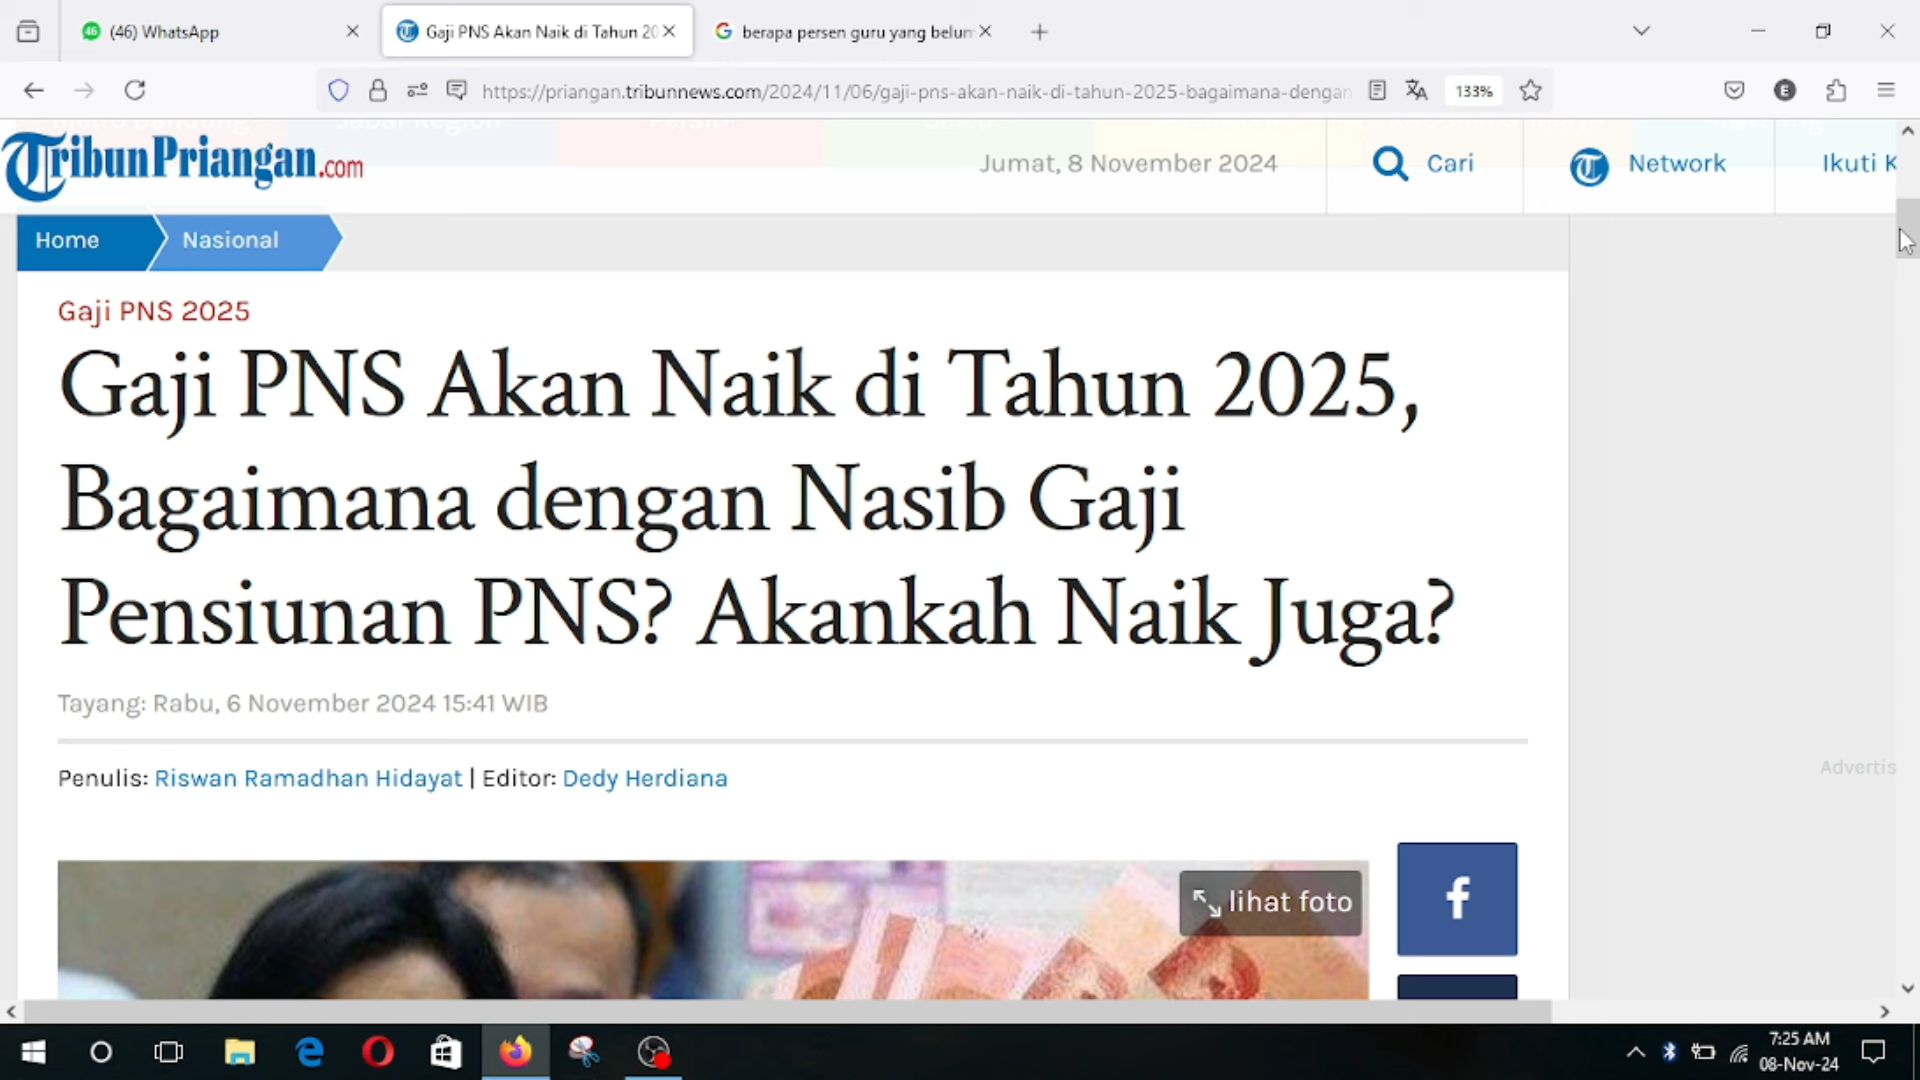 (46) WhatsApp
Gaji PNS Akan Naik di Tahun 20
berapa persen guru yang belum
https://priangan.tribunnews.com/2024/11/06/gaji-pns-akan-naik-di-tahun-2025-bagaimana-dengan
133%
TribunPriangan.com
Jumat, 8 November 2024
Cari
Network
Ikuti K
Home
Nasional
Gaji PNS 2025
Gaji PNS Akan Naik di Tahun 2025,
Bagaimana dengan Nasib Gaji
Pensiunan PNS? Akankah Naik Juga?
Tayang: Rabu, 6 November 2024 15:41 WIB
Penulis: Riswan Ramadhan Hidayat | Editor: Dedy Herdiana
Advertis
lihat foto
7:25 AM
08-Nov-24